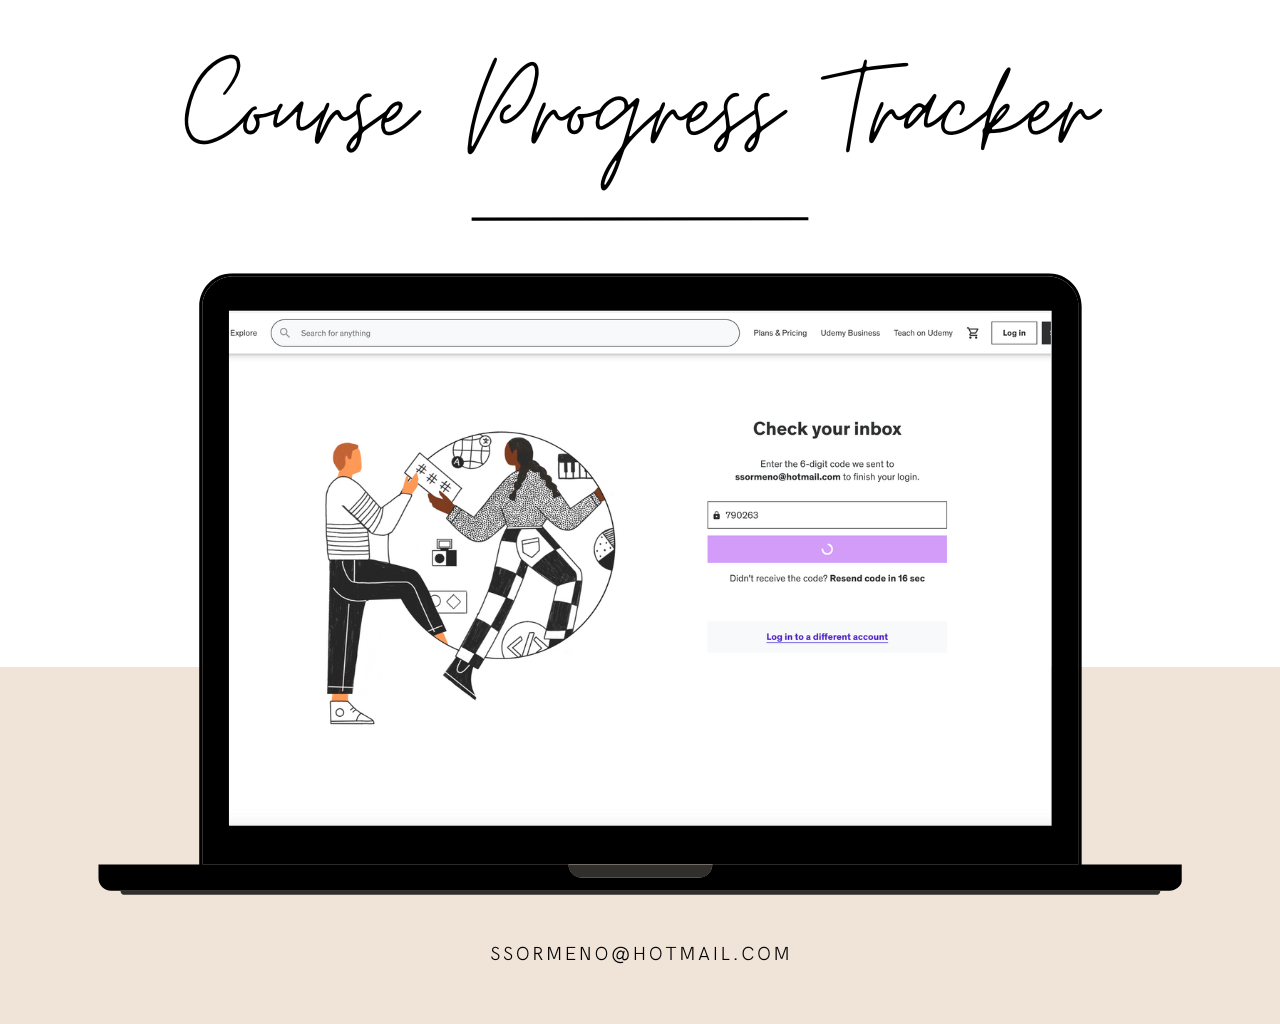 Course Progress Tracker
Explore
Search for anything
Plans & Pricing
Udemy Business
Teach on Udemy
Log in
Check your inbox
Enter the 6-digit code we sent to
ssormeno@hotmail.com to finish your login.
790263
Didn't receive the code? Resend code in 16 sec
Log in to a different account
A
###
</>
SSORMENO@HOTMAIL.COM